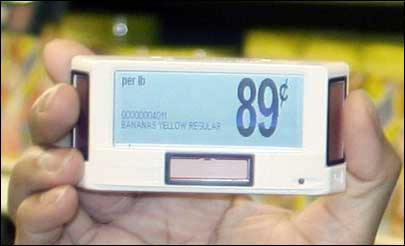 per lb
89¢
00000004011
BANANAS YELLOW REGULAR